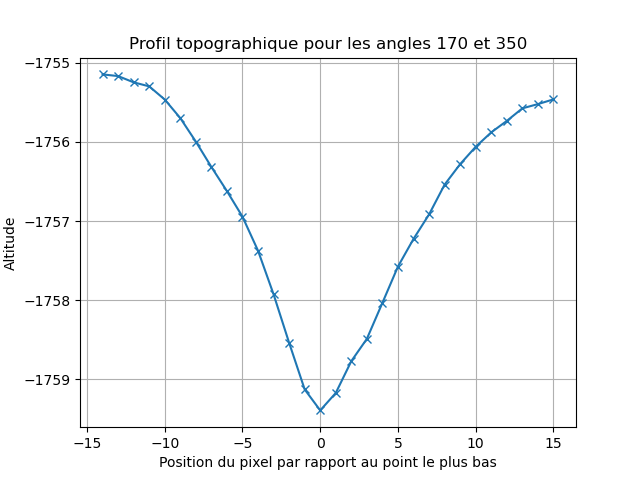 Profil topographique pour les angles 170 et 350
−1755
−1756
−1757
−1758
−1759
Altitude
−15 −10 −5 0 5 10 15
Position du pixel par rapport au point le plus bas